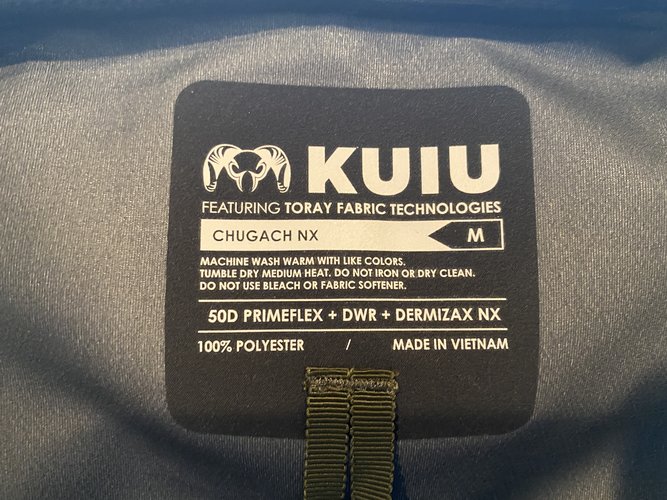 KUIU
FEATURING TORAY FABRIC TECHNOLOGIES
CHUGACH NX M
MACHINE WASH WARM WITH LIKE COLORS.
TUMBLE DRY MEDIUM HEAT. DO NOT IRON OR DRY CLEAN.
DO NOT USE BLEACH OR FABRIC SOFTENER.
50D PRIMEFLEX + DWR + DERMIZAX NX
100% POLYESTER / MADE IN VIETNAM